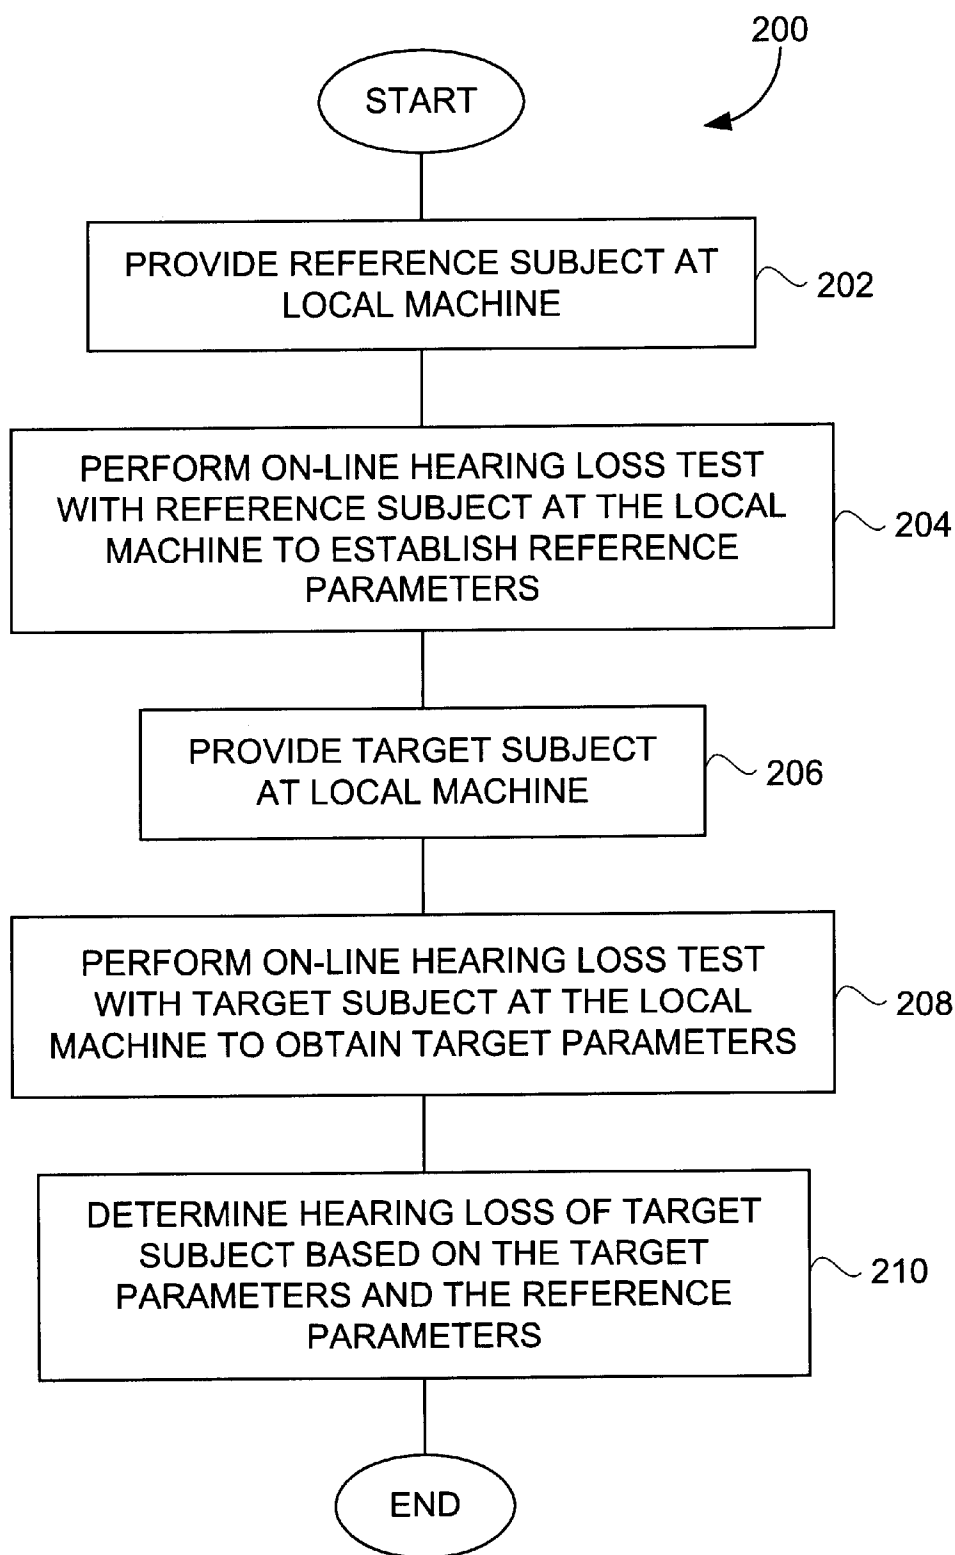 200
START
PROVIDE REFERENCE SUBJECT AT
LOCAL MACHINE
202
PERFORM ON-LINE HEARING LOSS TEST
WITH REFERENCE SUBJECT AT THE LOCAL
MACHINE TO ESTABLISH REFERENCE
PARAMETERS
204
PROVIDE TARGET SUBJECT
AT LOCAL MACHINE
206
PERFORM ON-LINE HEARING LOSS TEST
WITH TARGET SUBJECT AT THE LOCAL
MACHINE TO OBTAIN TARGET PARAMETERS
208
DETERMINE HEARING LOSS OF TARGET
SUBJECT BASED ON THE TARGET
PARAMETERS AND THE REFERENCE
PARAMETERS
210
END